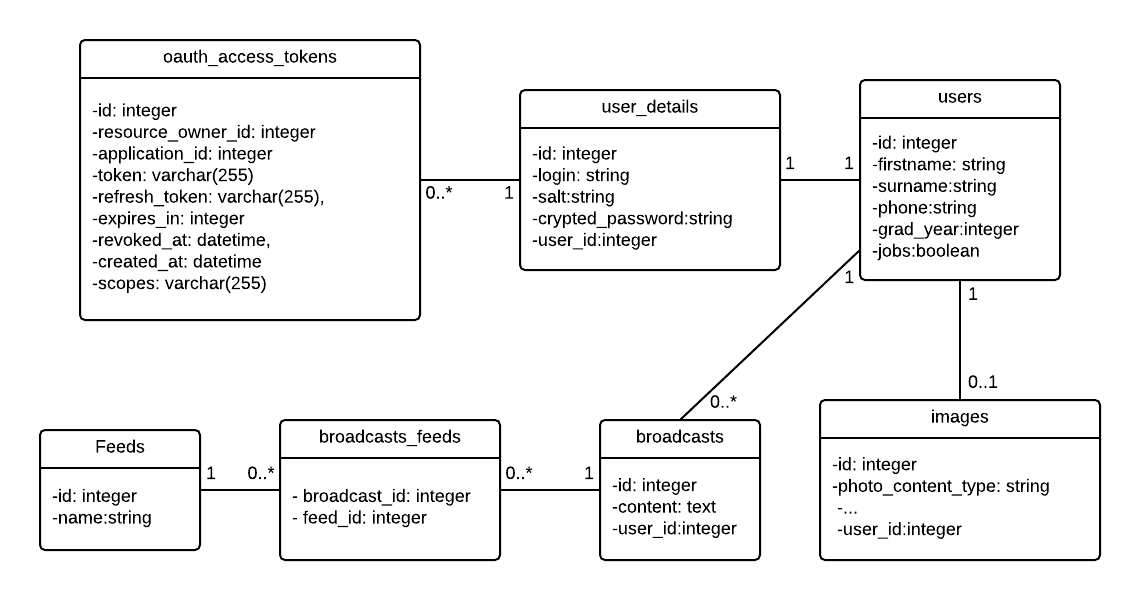 oauth_access_tokens
-id: integer
-resource_owner_id: integer
-application_id: integer
-token: varchar(255)
-refresh_token: varchar(255),
-expires_in: integer
-revoked_at: datetime,
-created_at: datetime
-scopes: varchar(255)
0..*
1
user_details
-id: integer
-login: string
-salt:string
-crypted_password:string
-user_id:integer
1
1
users
-id: integer
-firstname: string
-surname:string
-phone:string
-grad_year:integer
-jobs:boolean
1
0..*
1
0..1
Feeds
-id: integer
-name:string
1
0..*
broadcasts_feeds
- broadcast_id: integer
- feed_id: integer
0..*
1
broadcasts
-id: integer
-content: text
-user_id:integer
images
-id: integer
-photo_content_type: string
-...
-user_id:integer